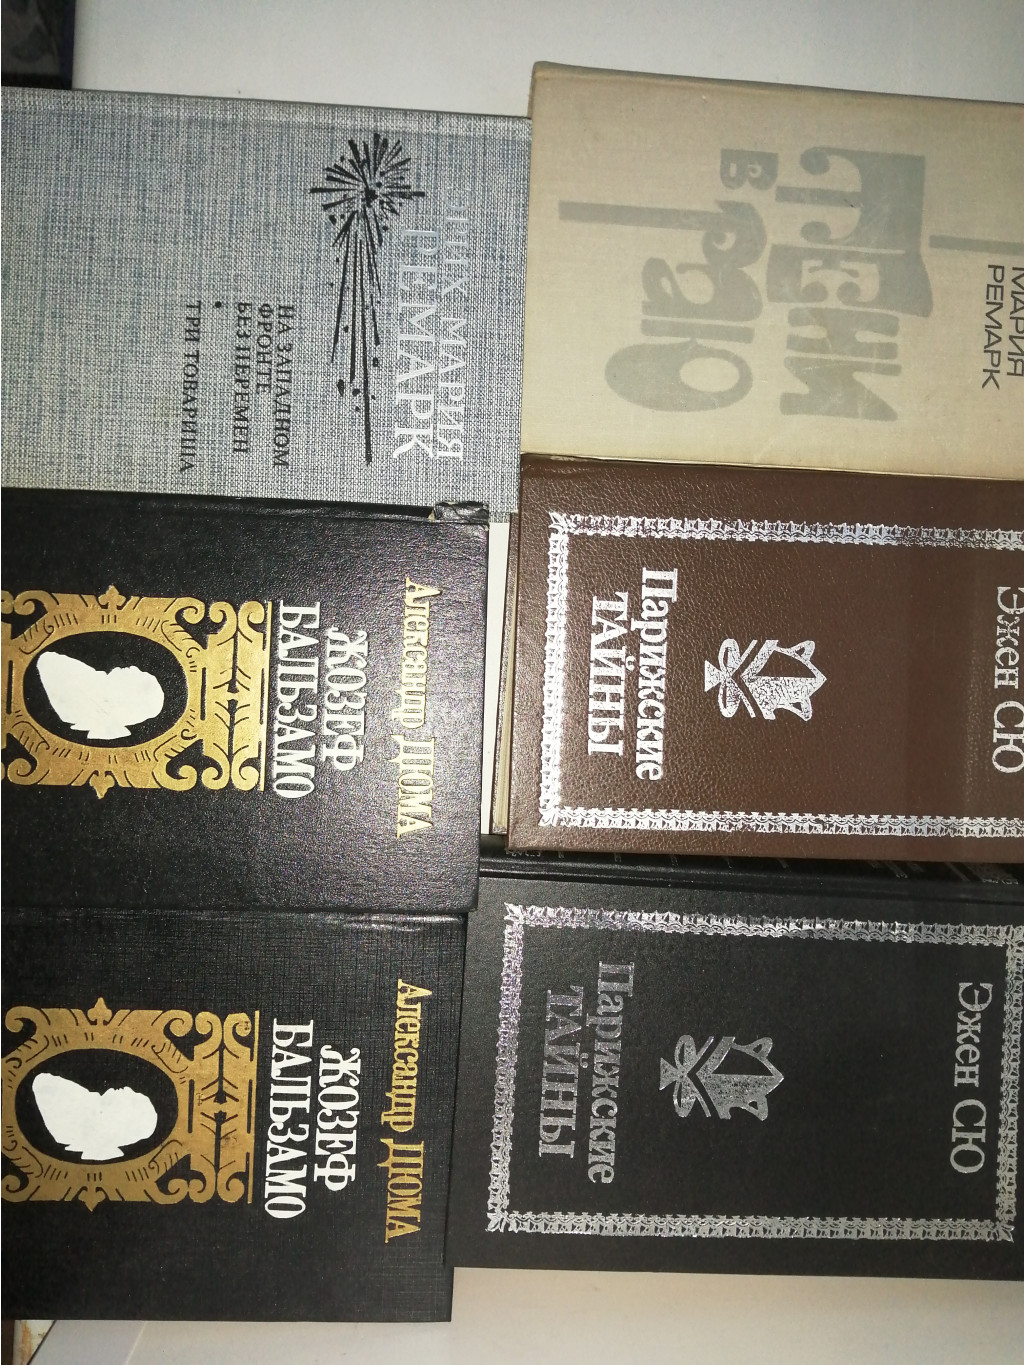 ЭРИХ МАРИЯ
РЕМАРК
НА ЗАПАДНОМ
ФРОНТЕ
БЕЗ ПЕРЕМЕН
ТРИ ТОВАРИЩА
МАРИЯ
РЕМАРК
ТЕНИ
В РАЮ
Александр ДЮМА
ЖОЗЕФ
БАЛЬЗАМО
Эжен СЮ
Парижские
ТАЙНЫ
Александр ДЮМА
ЖОЗЕФ
БАЛЬЗАМО
Эжен СЮ
Парижские
ТАЙНЫ